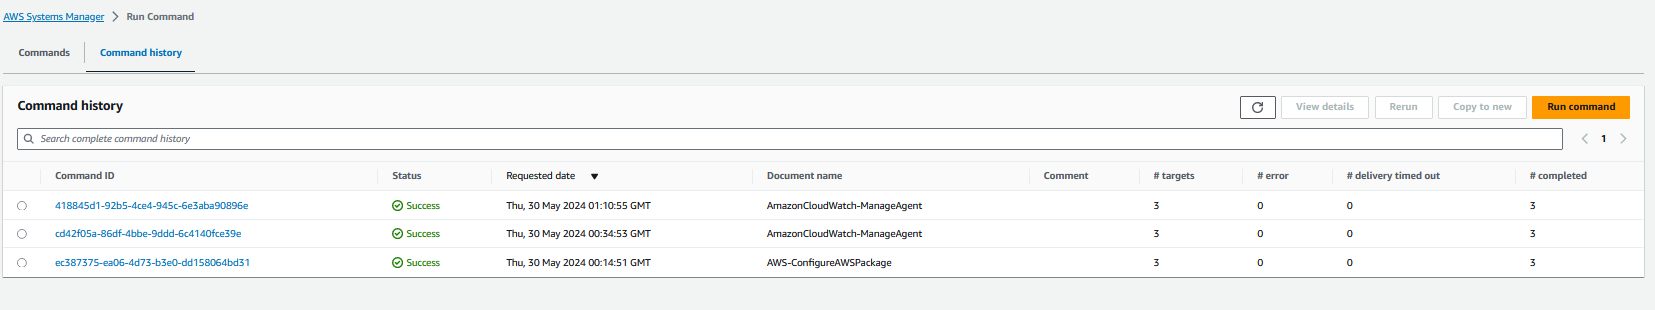 AWS Systems Manager > Run Command
Commands Command history
Command history View details Rerun Copy to new Run command
Search complete command history 1
Command ID Status Requested date Document name Comment # targets # error # delivery timed out # completed
418845d1-92b5-4ce4-945c-6e3aba90896e Success Thu, 30 May 2024 01:10:55 GMT AmazonCloudWatch-ManageAgent 3 0 0 3
cd42f05a-86df-4bbe-9ddd-6c4140fce39e Success Thu, 30 May 2024 00:34:53 GMT AmazonCloudWatch-ManageAgent 3 0 0 3
ec387375-ea06-4d73-b3e0-dd158064bd31 Success Thu, 30 May 2024 00:14:51 GMT AWS-ConfigureAWSPackage 3 0 0 3